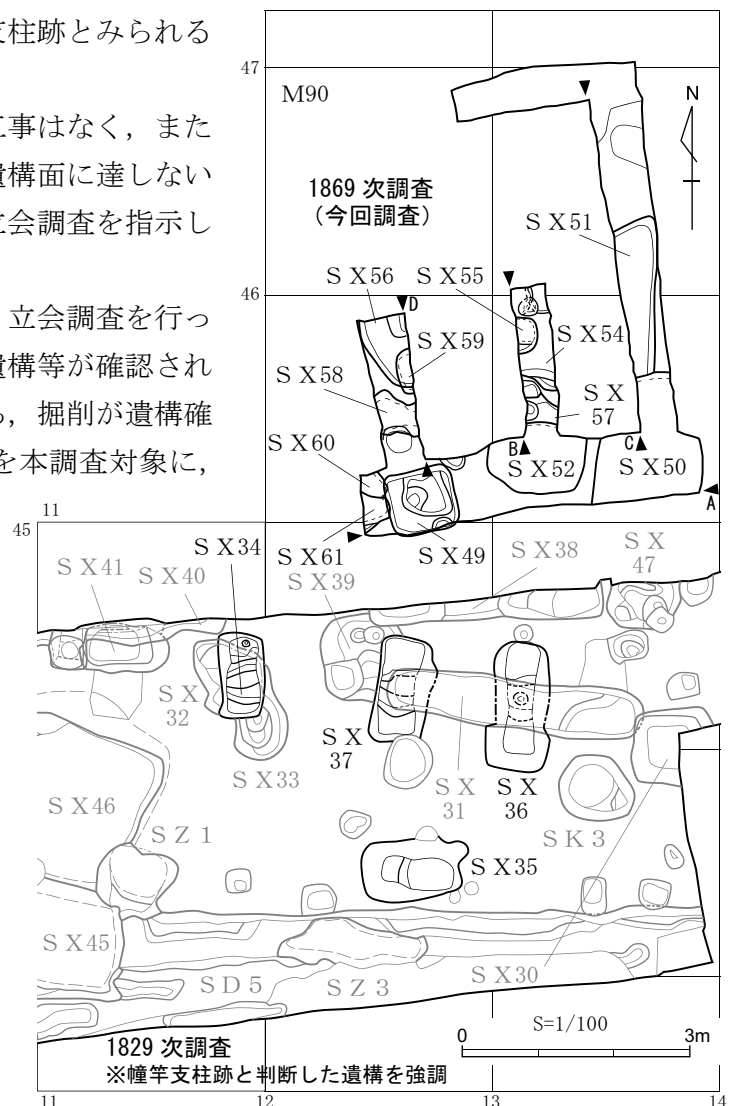 支柱跡とみられる
工事はなく，また
遺構面に達しない
立会調査を指示し
立会調査を行っ
遺構等が確認され
，掘削が遺構確
を本調査対象に，
47
M90
N
1869 次調査
（今回調査）
S X51
46
S X56
S X55
D
S X54
S X59
S X58
S X
57
S X60
B
C
S X52
S X50
A
45
11
S X34
S X61
S X49
S X38
S X
47
S X41
S X40
S X39
S X
32
S X
37
S X33
S X
31
S X
36
S X46
S Z 1
S K 3
S X35
S X45
S D 5
S Z 3
S X30
S=1/100
0
3m
1829 次調査
※幢竿支柱跡と判断した遺構を強調
11
12
13
14